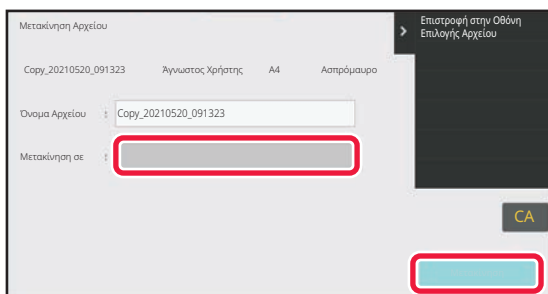 Μετακίνηση Αρχείου
Επιστροφή στην Οθόνη
Επιλογής Αρχείου
Copy_20210520_091323 Άγνωστος Χρήστης A4 Ασπρόμαυρο
Όνομα Αρχείου : Copy_20210520_091323
Μετακίνηση σε :
CA